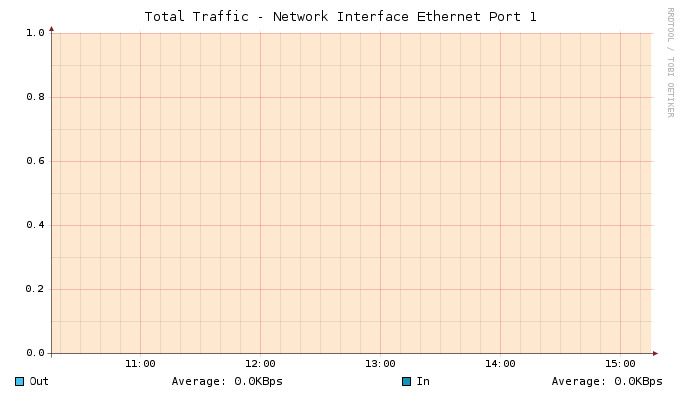 Total Traffic - Network Interface Ethernet Port 1
RRDTOOL / TOBI OETIKER
1.0
0.8
0.6
0.4
0.2
0.0
11:00 12:00 13:00 14:00 15:00
Out Average: 0.0KBps In Average: 0.0KBps